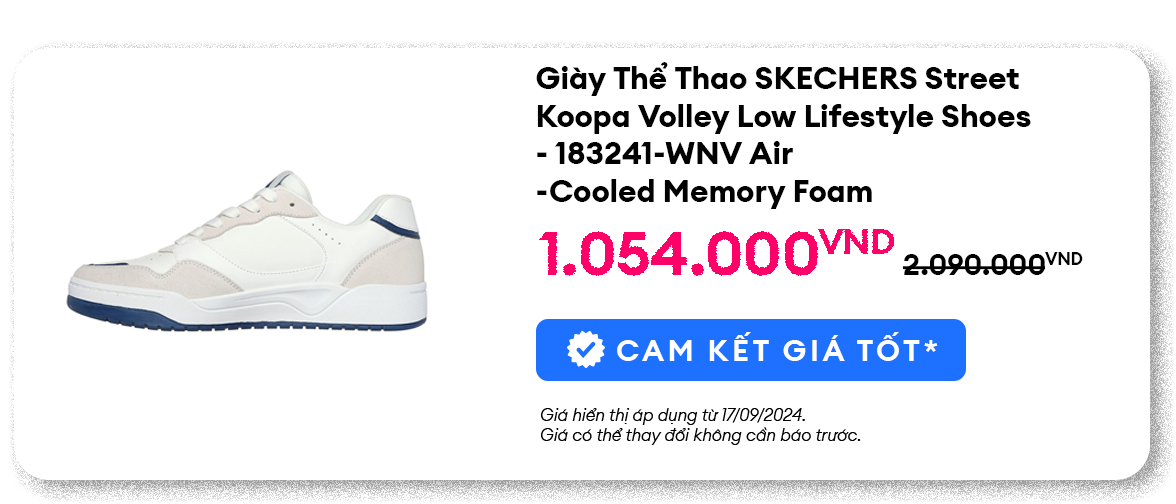 Giày Thể Thao SKECHERS Street
Koopa Volley Low Lifestyle Shoes
- 183241-WNV Air
-Cooled Memory Foam
1.054.000VND 2.090.000VND
CAM KẾT GIÁ TỐT*
Giá hiển thị áp dụng từ 17/09/2024.
Giá có thể thay đổi không cần báo trước.